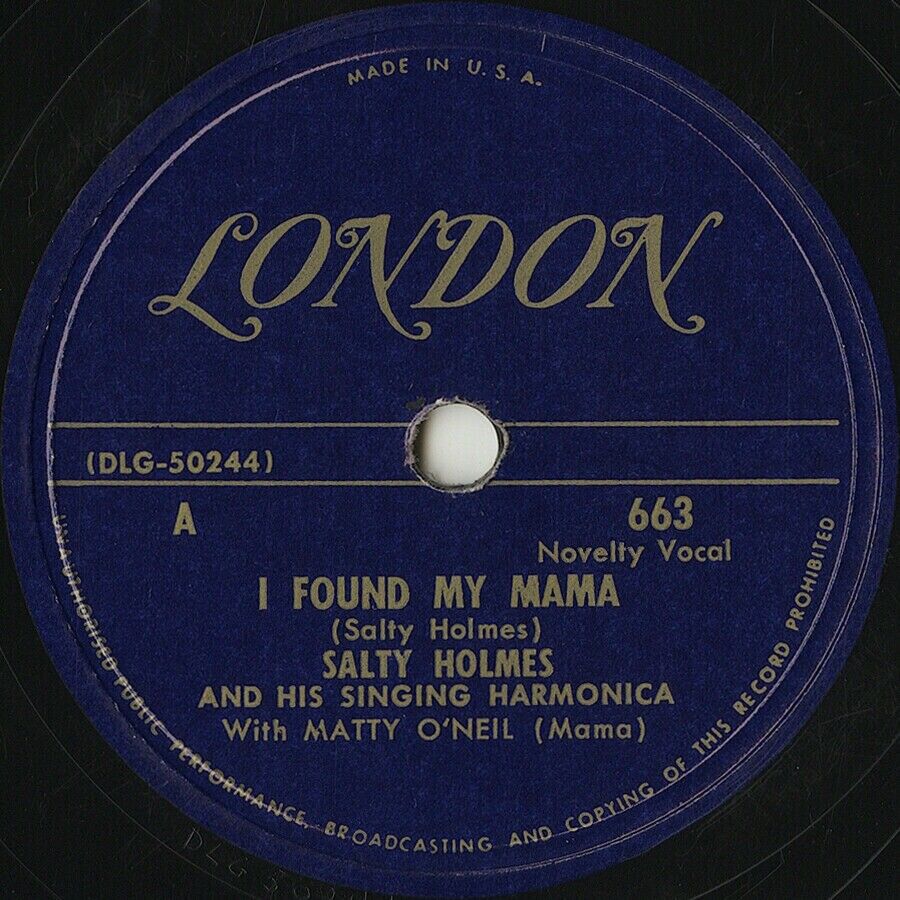 MADE IN U.S.A.
LONDON
(DLG-50244)
A
663
Novelty Vocal
I FOUND MY MAMA
(Salty Holmes)
SALTY HOLMES
AND HIS SINGING HARMONICA
With MATTY O'NEIL (Mama)
UNAUTHORISED PUBLIC PERFORMANCE, BROADCASTING AND COPYING OF THIS RECORD PROHIBITED